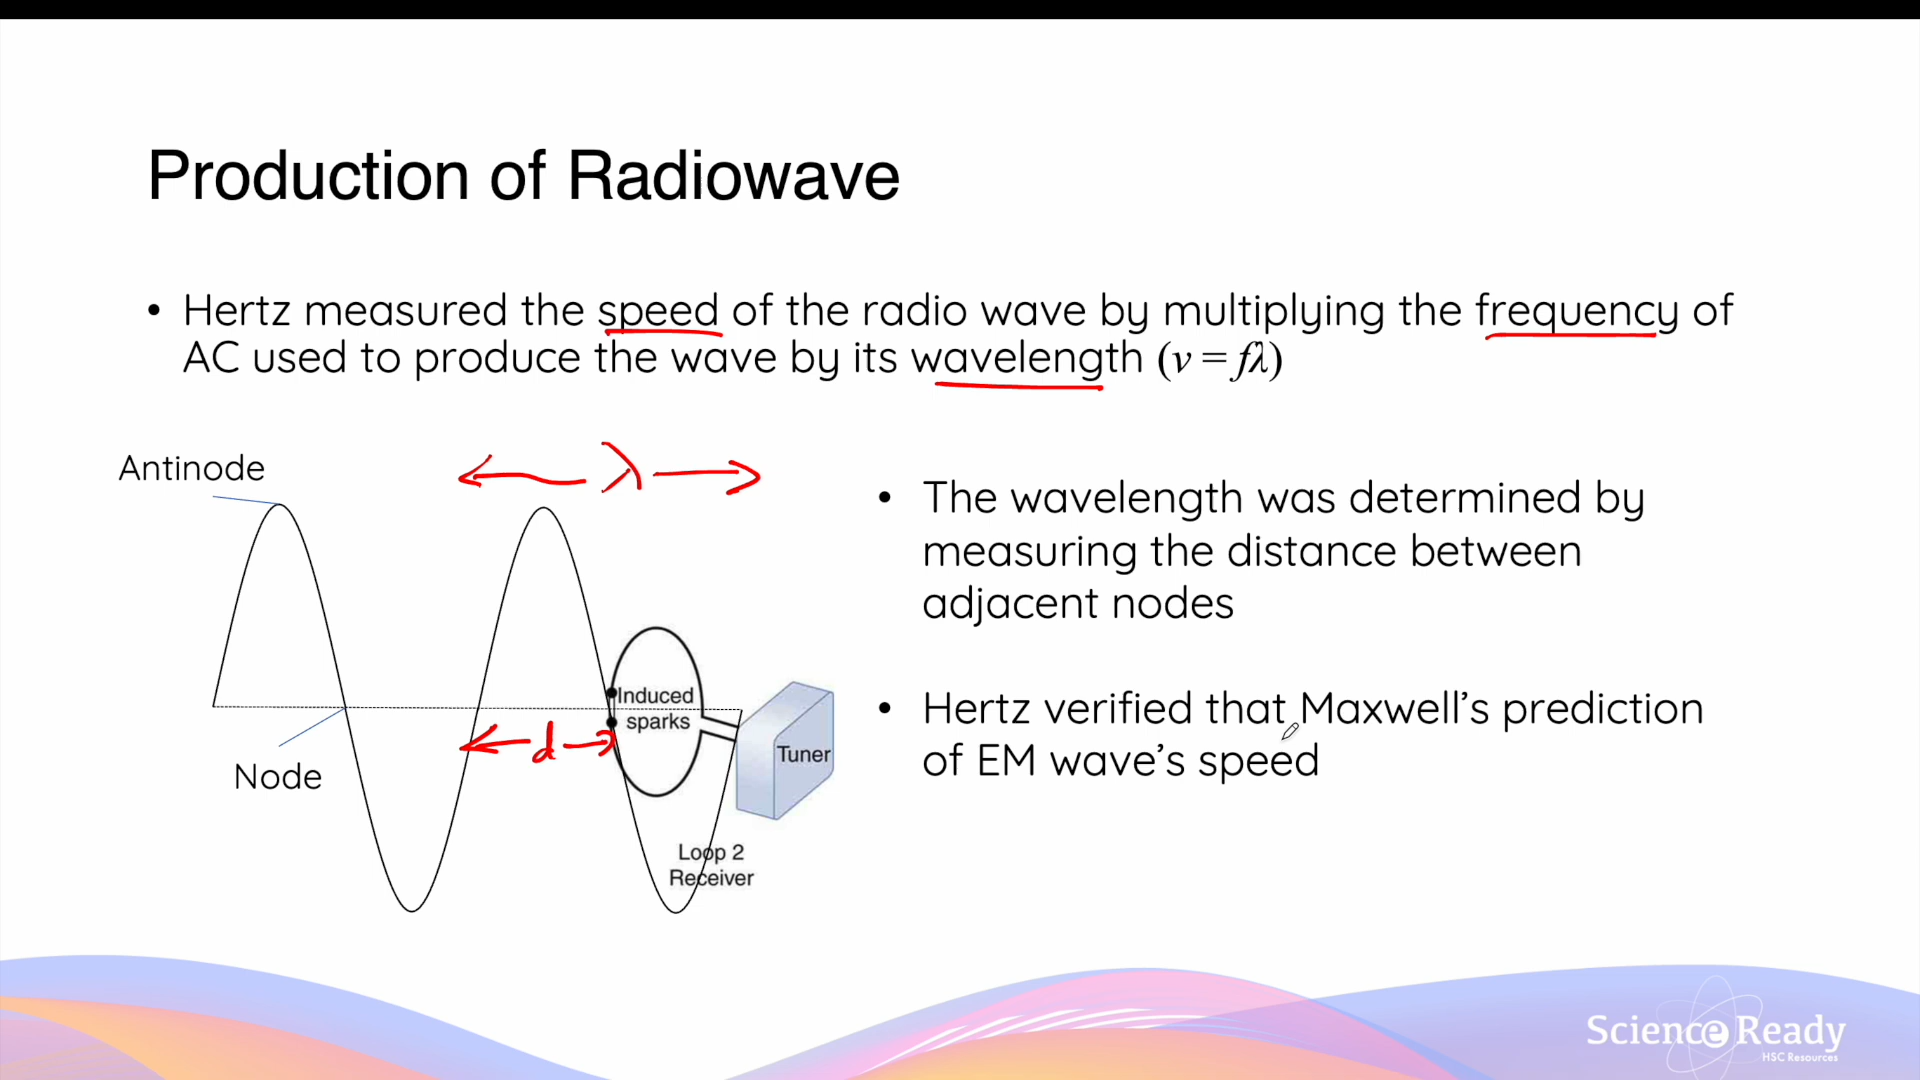 Production of Radiowave
• Hertz measured the speed of the radio wave by multiplying the frequency of
AC used to produce the wave by its wavelength (v = fλ)
Antinode
λ
Node
d
Induced
sparks
Tuner
Loop 2
Receiver
• The wavelength was determined by
measuring the distance between
adjacent nodes
• Hertz verified that Maxwell's prediction
of EM wave's speed
Science Ready
HSC Resources